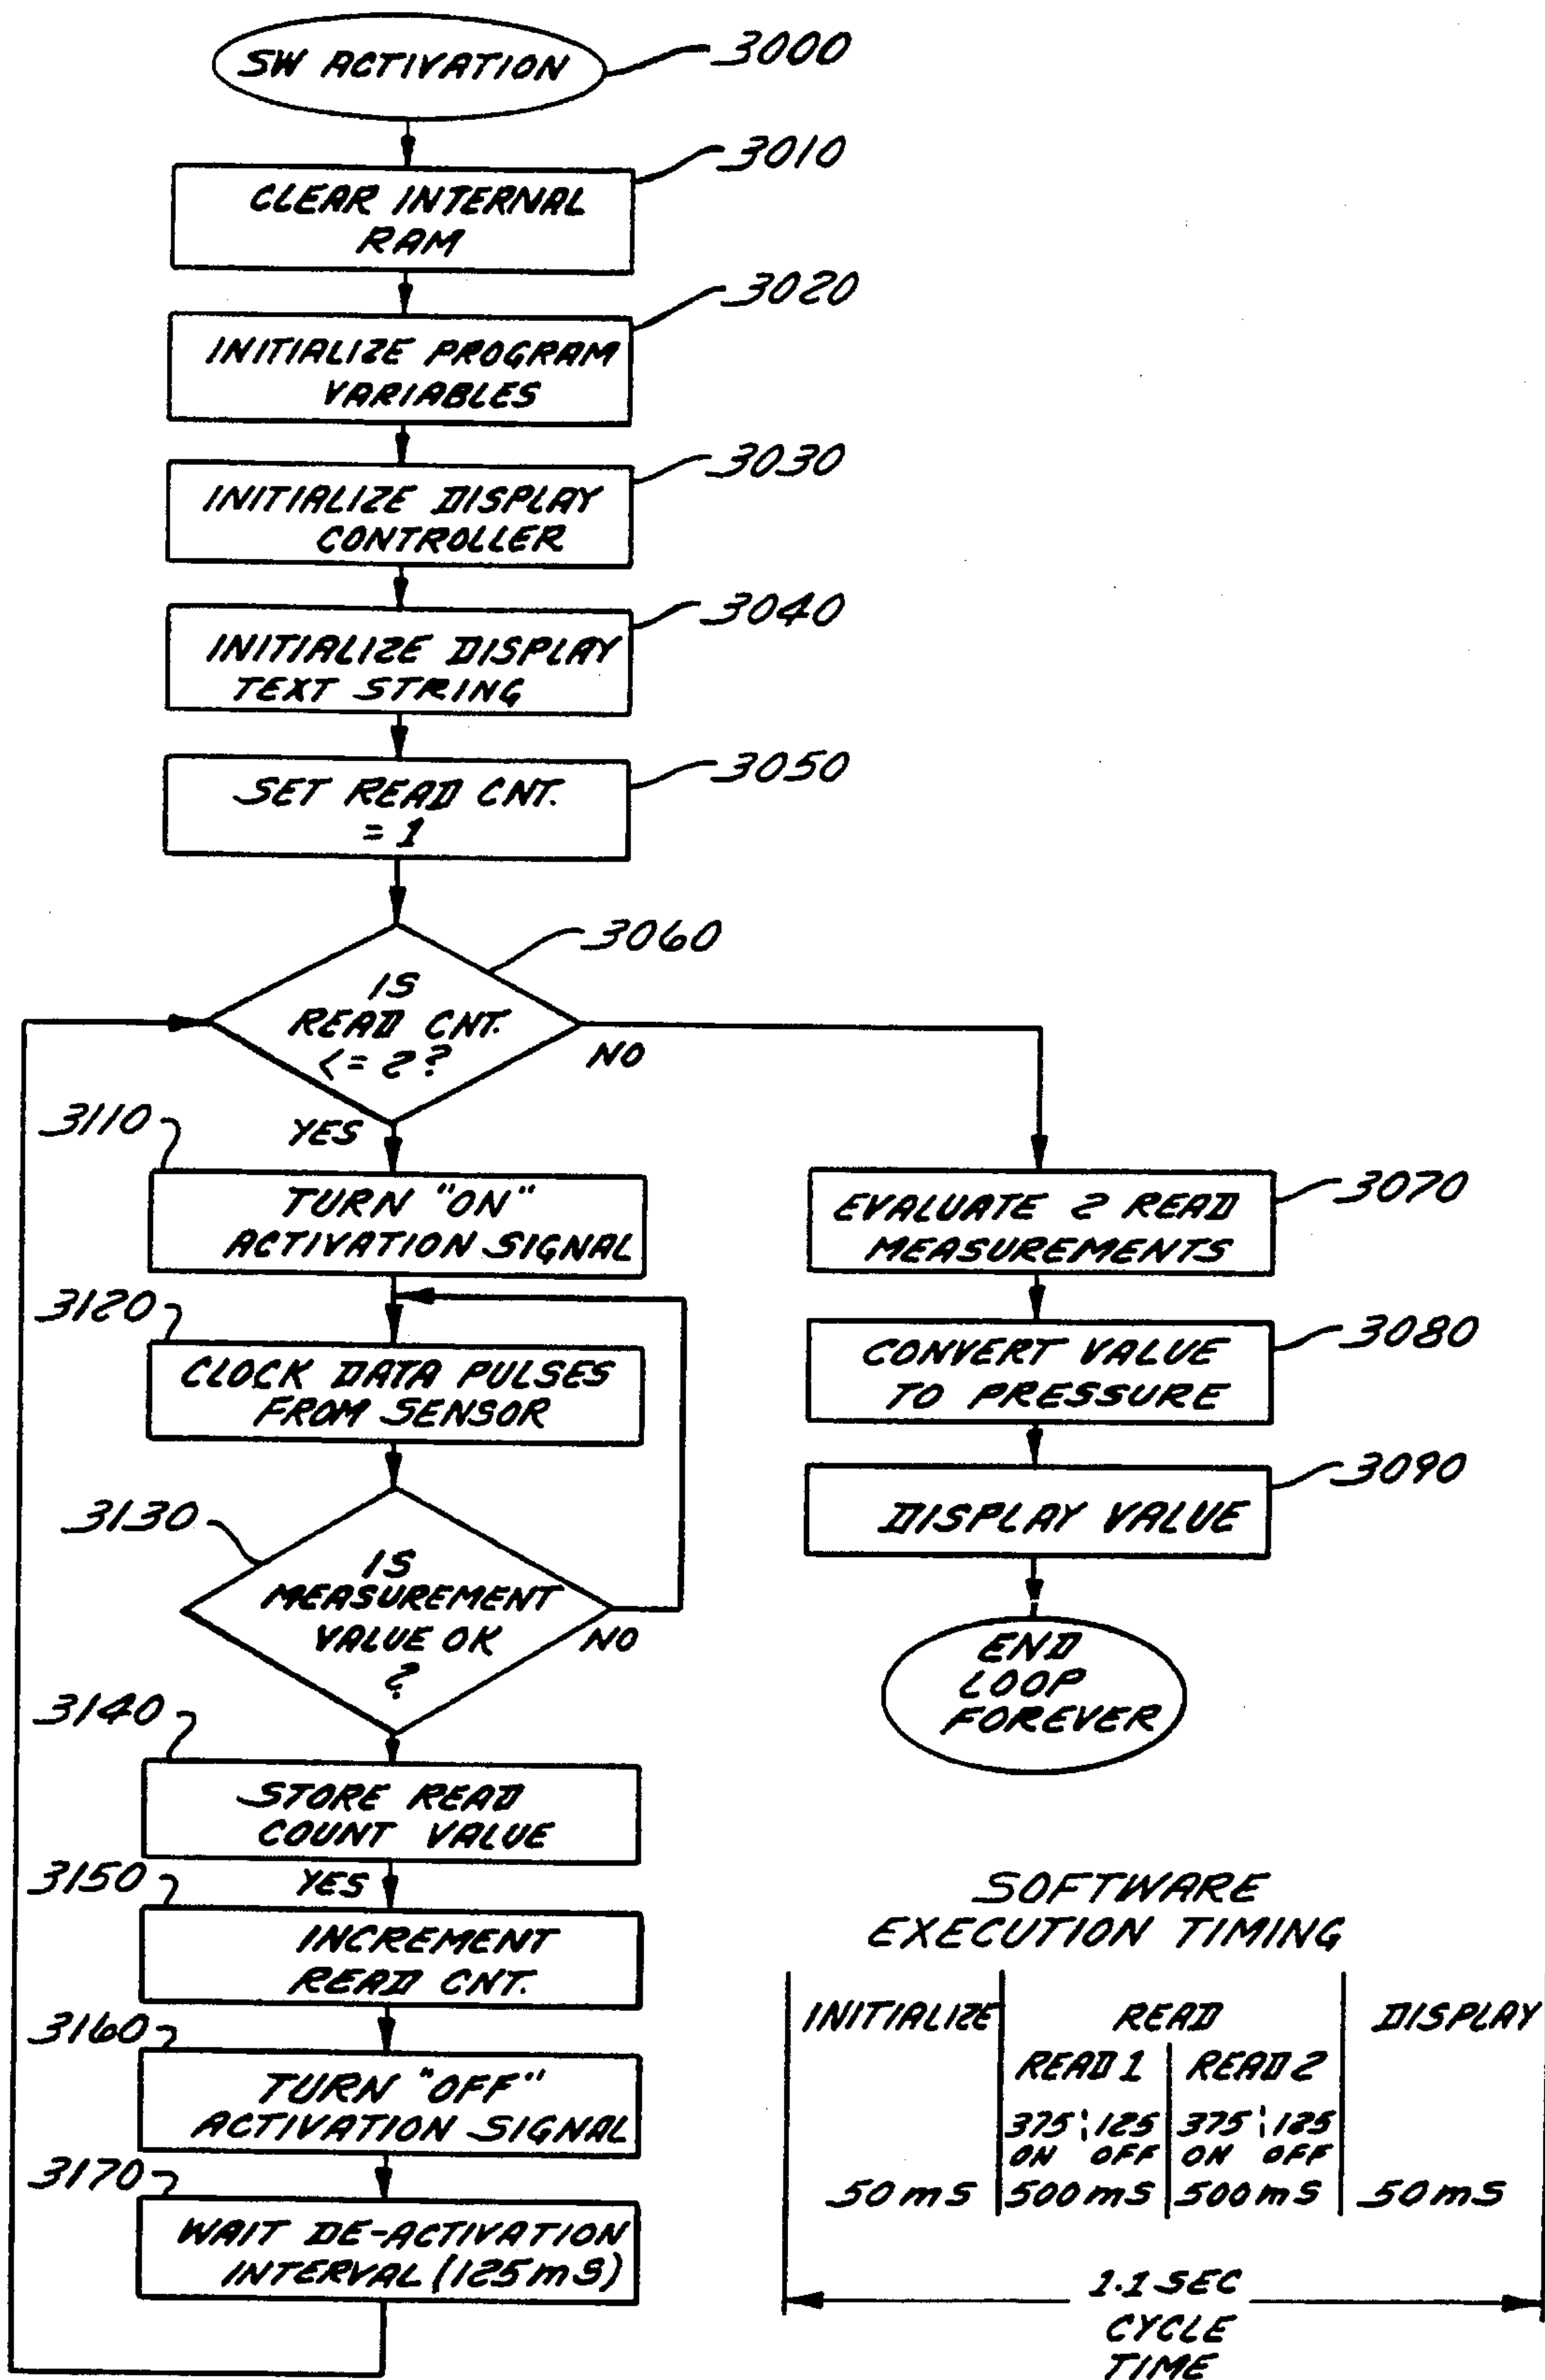 SW ACTIVATION
3000
3010
CLEAR INTERNAL
RAM
3020
INITIALIZE PROGRAM
VARIABLES
3030
INITIALIZE DISPLAY
CONTROLLER
3040
INITIALIZE DISPLAY
TEXT STRING
3050
SET READ CNT.
= 1
3060
IS
READ CNT.
<= 2?
NO
YES
3110
TURN "ON"
ACTIVATION SIGNAL
3120
CLOCK DATA PULSES
FROM SENSOR
3130
IS
MEASUREMENT
VALUE OK
?
NO
3140
STORE READ
COUNT VALUE
YES
3150
INCREMENT
READ CNT.
3160
TURN "OFF"
ACTIVATION SIGNAL
3170
WAIT DE-ACTIVATION
INTERVAL (125mS)
3070
EVALUATE 2 READ
MEASUREMENTS
3080
CONVERT VALUE
TO PRESSURE
3090
DISPLAY VALUE
END
LOOP
FOREVER
SOFTWARE
EXECUTION TIMING
INITIALIZE READ DISPLAY
READ 1 READ 2
375 125 375 125
ON OFF ON OFF
50mS 500mS 500mS 50mS
1.1 SEC
CYCLE
TIME